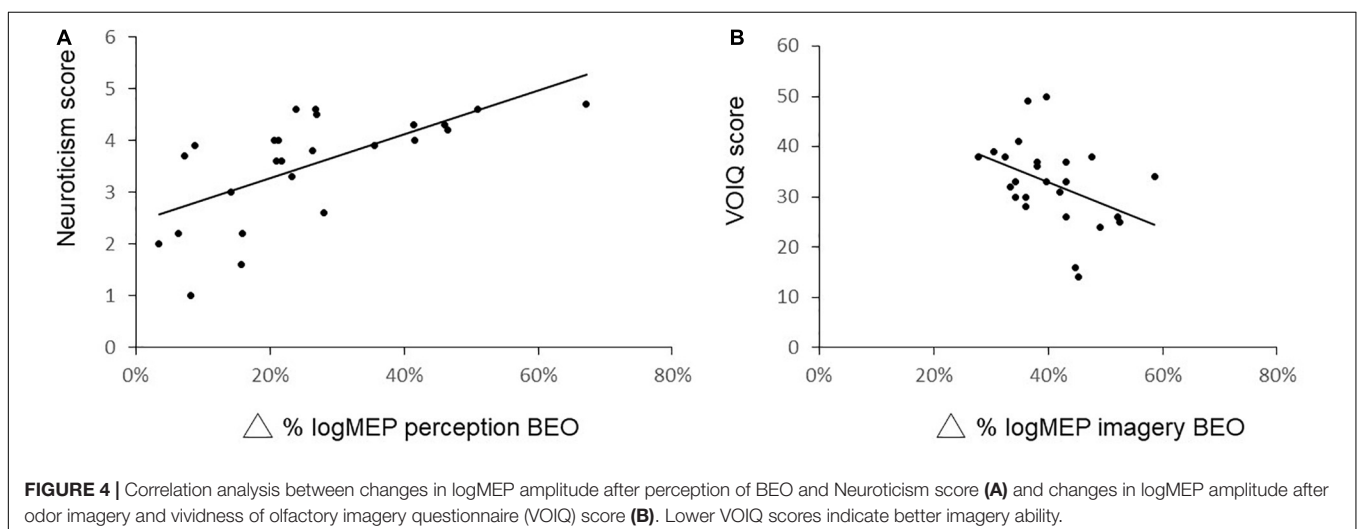 A
B
Neuroticism score
6
5
4
3
2
1
0
0% 20% 40% 60% 80%
△ % logMEP perception BEO
VOIQ score
60
50
40
30
20
10
0
0% 20% 40% 60% 80%
△ % logMEP imagery BEO
FIGURE 4 | Correlation analysis between changes in logMEP amplitude after perception of BEO and Neuroticism score (A) and changes in logMEP amplitude after
odor imagery and vividness of olfactory imagery questionnaire (VOIQ) score (B). Lower VOIQ scores indicate better imagery ability.